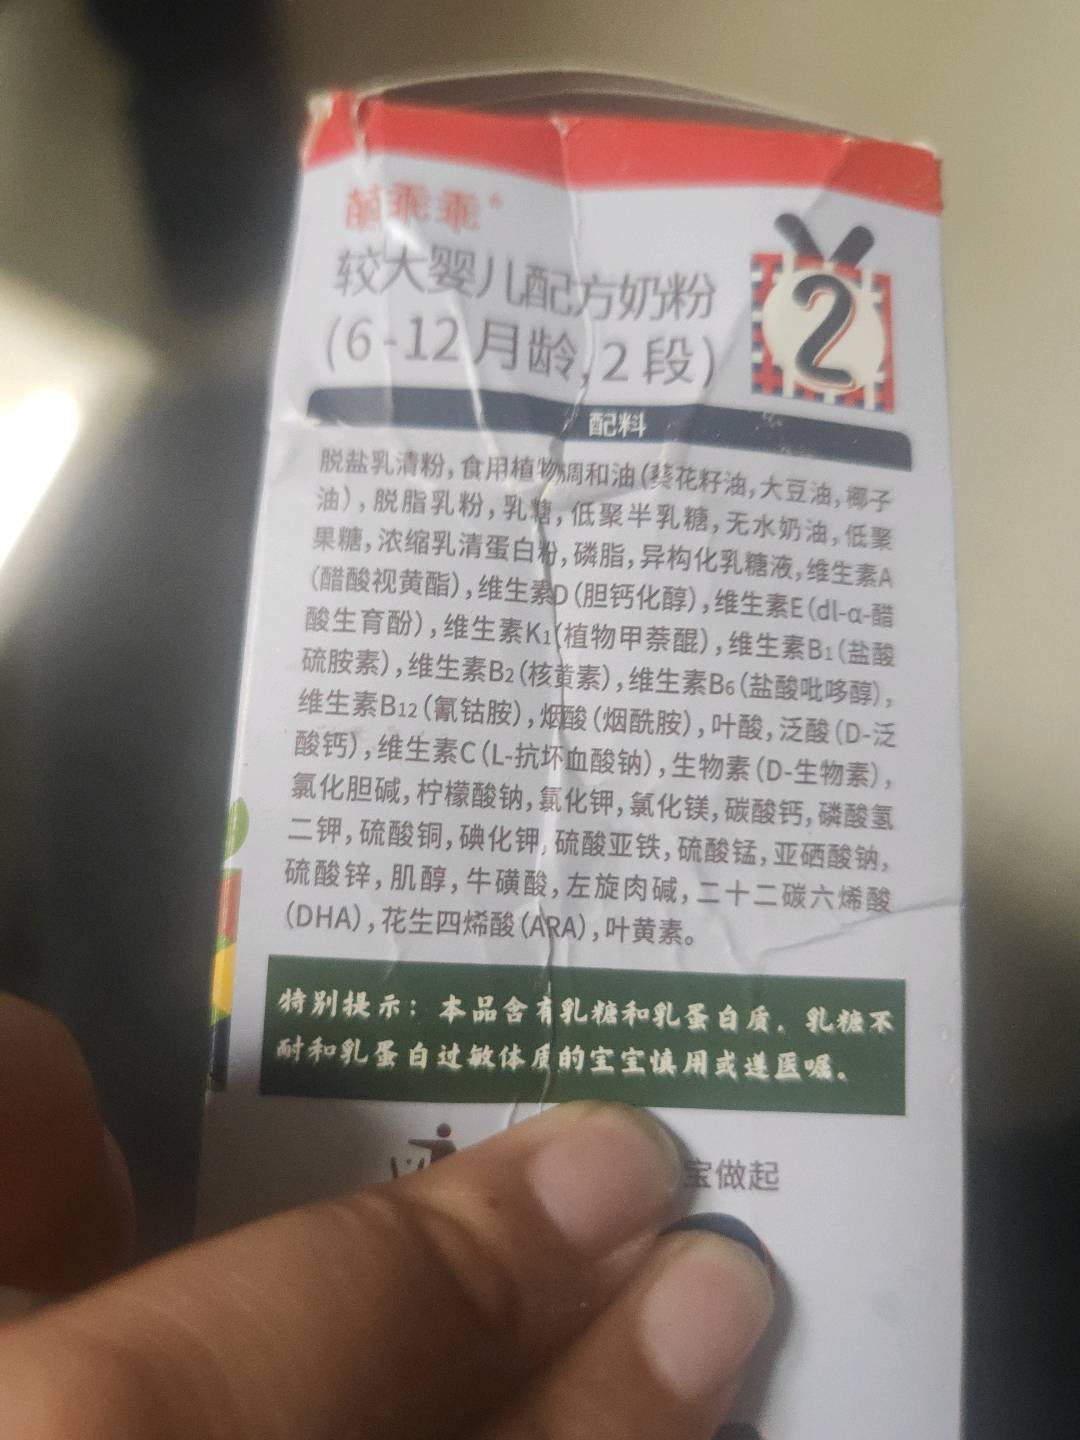 乖乖
较大婴儿配方奶粉
(6-12月龄,2段)
2
配料
脱盐乳清粉,食用植物调和油(葵花籽油,大豆油,椰子
油),脱脂乳粉,乳糖,低聚半乳糖,无水奶油,低聚
果糖,浓缩乳清蛋白粉,磷脂,异构化乳糖液,维生素A
(醋酸视黄酯),维生素D(胆钙化醇),维生素E(dl-α-醋
酸生育酚),维生素K1(植物甲萘醌),维生素B1(盐酸
硫胺素),维生素B2(核黄素),维生素B6(盐酸吡哆醇),
维生素B12(氰钴胺),烟酸(烟酰胺),叶酸,泛酸(D-泛
酸钙),维生素C(L-抗坏血酸钠),生物素(D-生物素),
氯化胆碱,柠檬酸钠,氯化钾,氯化镁,碳酸钙,磷酸氢
二钾,硫酸铜,碘化钾,硫酸亚铁,硫酸锰,亚硒酸钠,
硫酸锌,肌醇,牛磺酸,左旋肉碱,二十二碳六烯酸
(DHA),花生四烯酸(ARA),叶黄素。
特别提示：本品含有乳糖和乳蛋白质．乳糖不
耐和乳蛋白过敏体质的宝宝慎用或遵医嘱．
宝做起